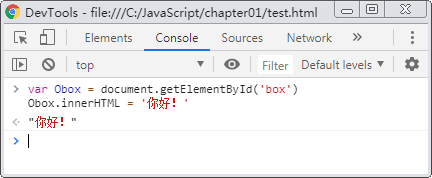 DevTools - file:///C:/JavaScript/chapter01/test.html
Elements Console Sources Network »
top Filter Default levels ▾
> var Obox = document.getElementById('box')
Obox.innerHTML = '你好！'
<· "你好！"
>